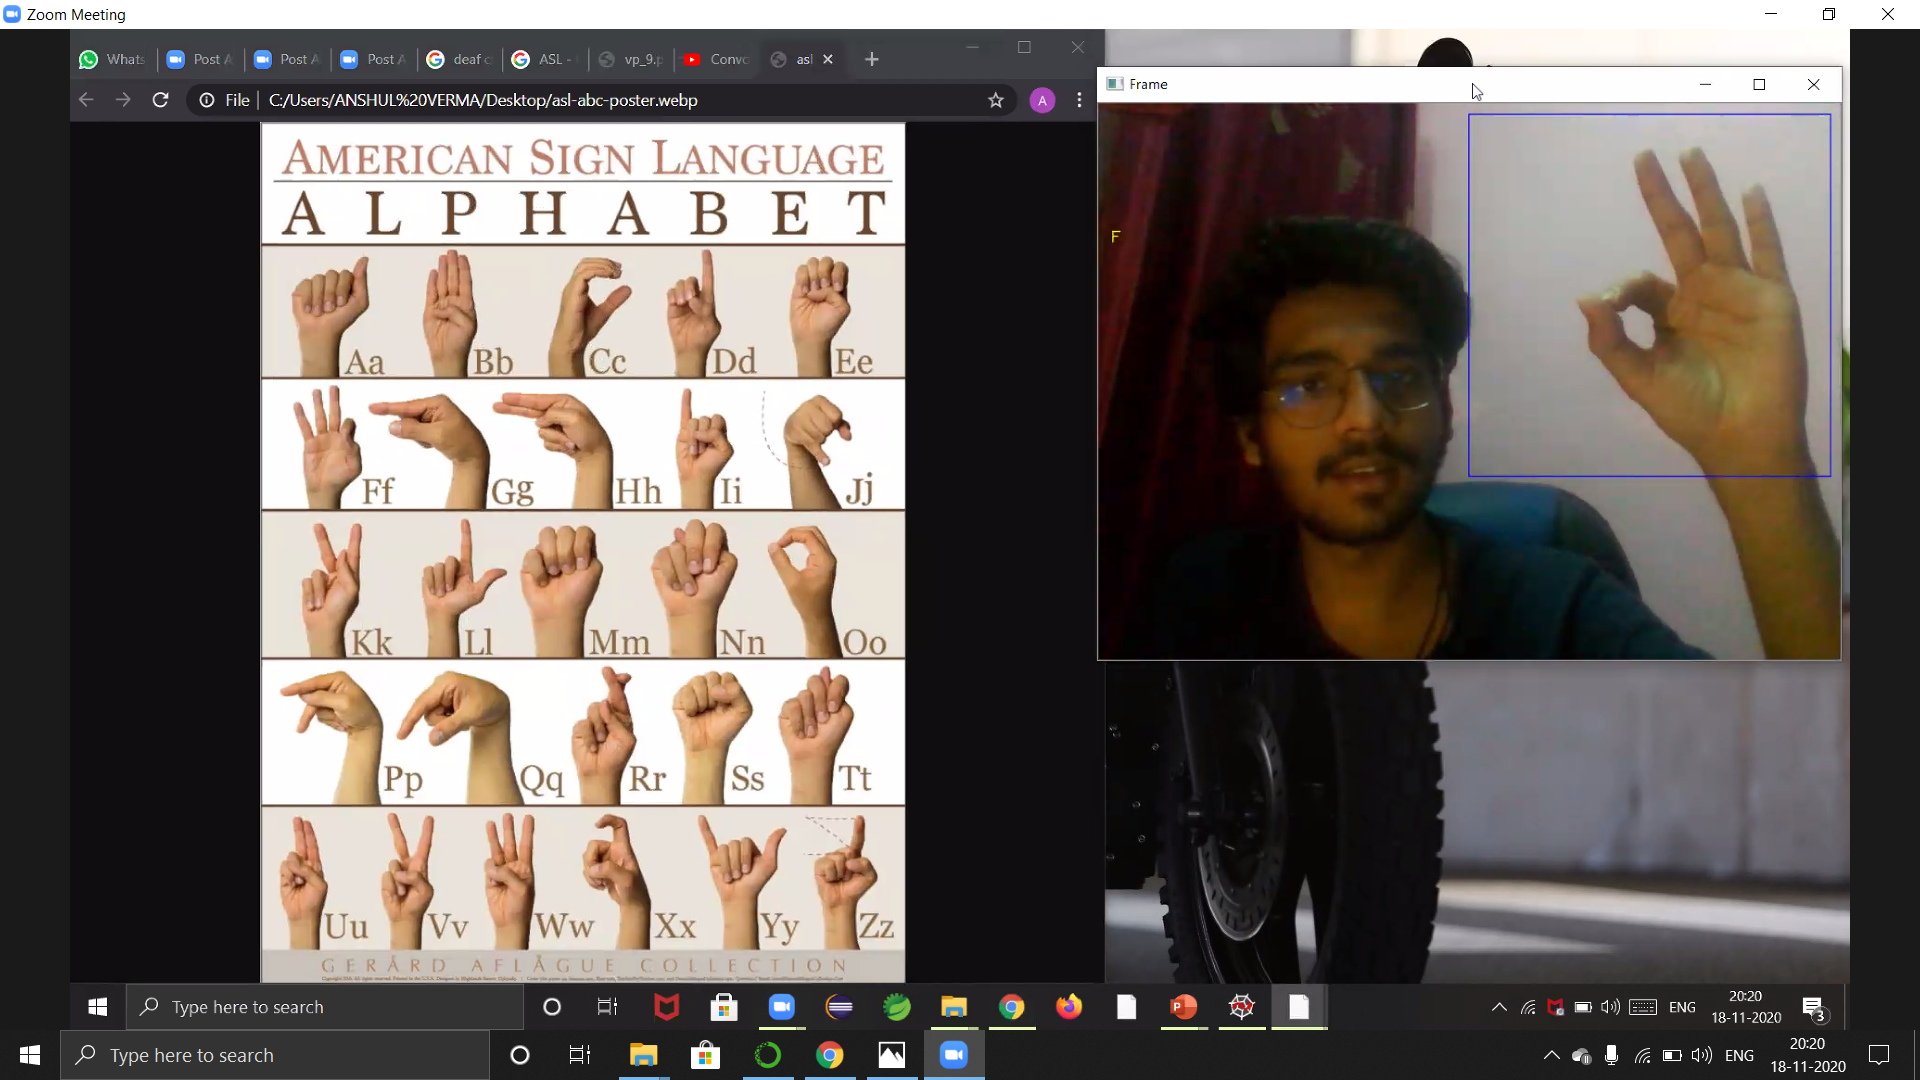 Zoom Meeting
Whats
Post A
Post A
Post A
deaf c
ASL -
vp_9.p
Convo
asl
File
C:/Users/ANSHUL%20VERMA/Desktop/asl-abc-poster.webp
A
Frame
F
AMERICAN SIGN LANGUAGE
ALPHABET
Aa Bb Cc Dd Ee
Ff Gg Hh Ii Jj
Kk Ll Mm Nn Oo
Pp Qq Rr Ss Tt
Uu Vv Ww Xx Yy Zz
GERARD AFLÅGUE COLLECTION
Type here to search
ENG
20:20
18-11-2020
3
Type here to search
ENG
20:20
18-11-2020